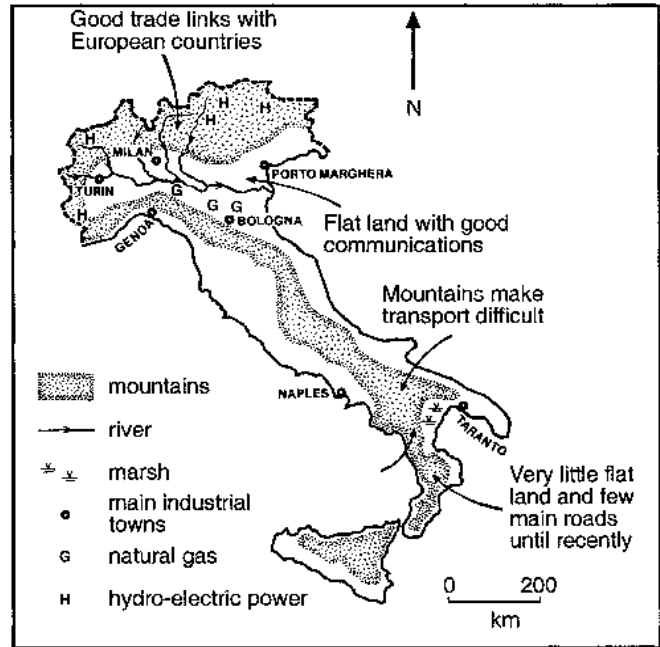 Good trade links with
European countries
N
H
H
H
H
MILAN
TURIN
PORTO MARGHERA
G
G G
H
BOLOGNA
GENOA
Flat land with good
communications
Mountains make
transport difficult
mountains
NAPLES
river
TARANTO
marsh
main industrial
towns
Very little flat
land and few
main roads
until recently
G natural gas
H hydro-electric power
0 200
km